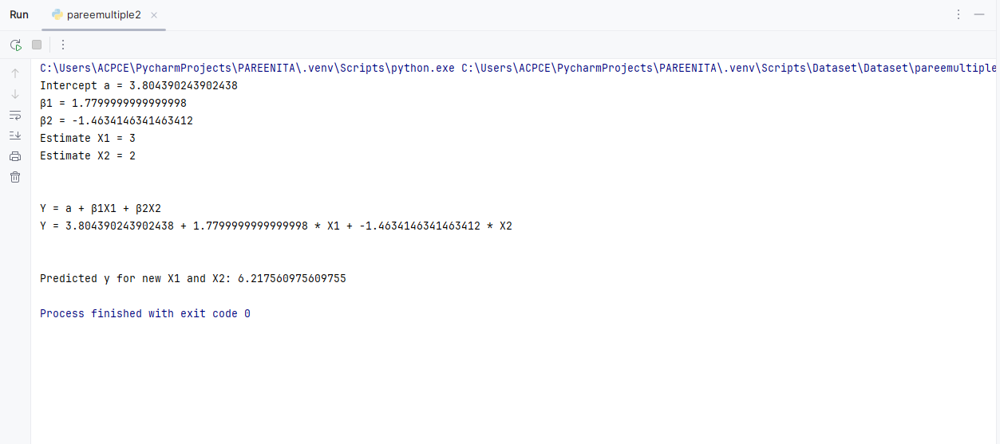 Run
pareemultiple2
C:\Users\ACPCE\PycharmProjects\PAREENITA\.venv\Scripts\python.exe C:\Users\ACPCE\PycharmProjects\PAREENITA\.venv\Scripts\Dataset\Dataset\pareemultiple
Intercept a = 3.804390243902438
β1 = 1.7799999999999998
β2 = -1.4634146341463412
Estimate X1 = 3
Estimate X2 = 2
Y = a + β1X1 + β2X2
Y = 3.804390243902438 + 1.7799999999999998 * X1 + -1.4634146341463412 * X2
Predicted y for new X1 and X2: 6.217560975609755
Process finished with exit code 0